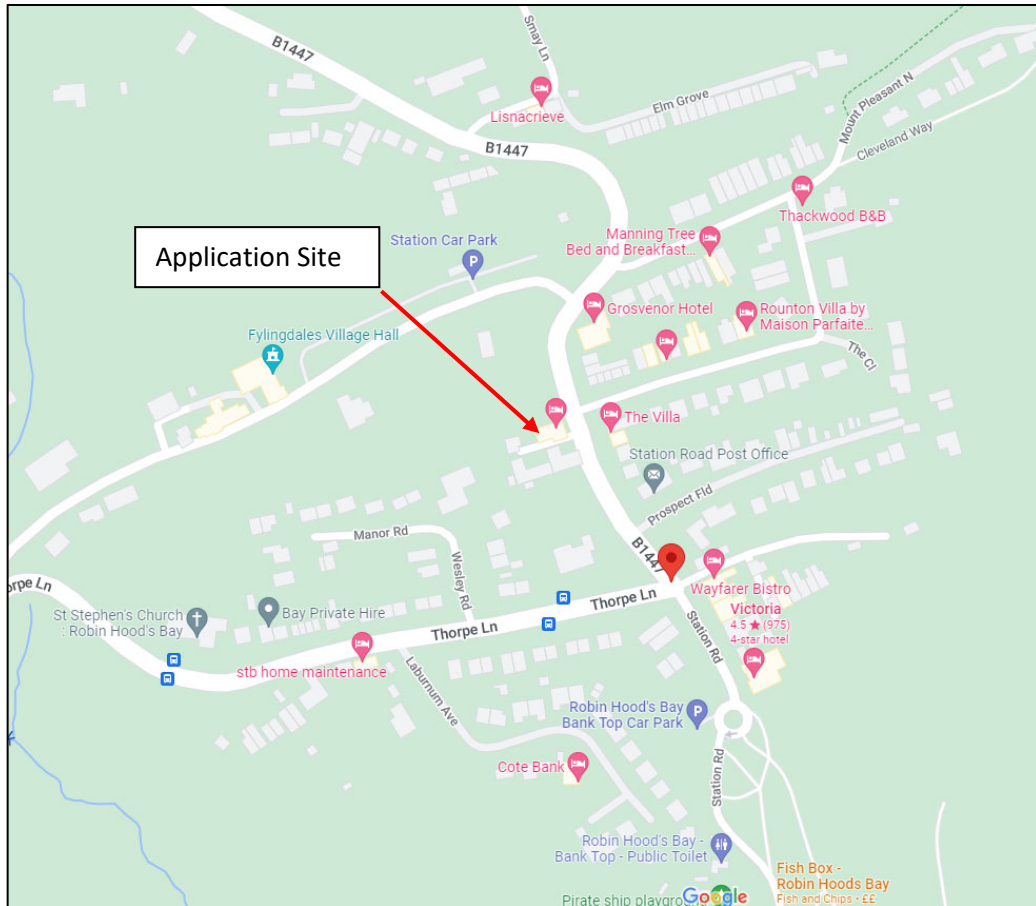 B1447
Smay Ln
Lisnacrieve
Elm Grove
Mount Pleasant N
B1447
Cleveland Way
Thackwood B&B
Application Site
Station Car Park
Manning Tree
Bed and Breakfast...
Grosvenor Hotel
Rounton Villa by
Maison Parfaite...
Fylingdales Village Hall
The Cl
The Villa
Station Road Post Office
Prospect Fld
Manor Rd
B1447
Wesley Rd
Wayfarer Bistro
orpe Ln
Victoria
4.5 ★ (975)
4-star hotel
St Stephen's Church
: Robin Hood's Bay
Bay Private Hire
Thorpe Ln
Thorpe Ln
Station Rd
stb home maintenance
Laburnum Ave
Robin Hood's Bay
Bank Top Car Park
P
P
Cote Bank
Station Rd
Robin Hood's Bay -
Bank Top - Public Toilet
Fish Box -
Robin Hoods Bay
Fish and Chips · ££
Pirate ship playground
Google